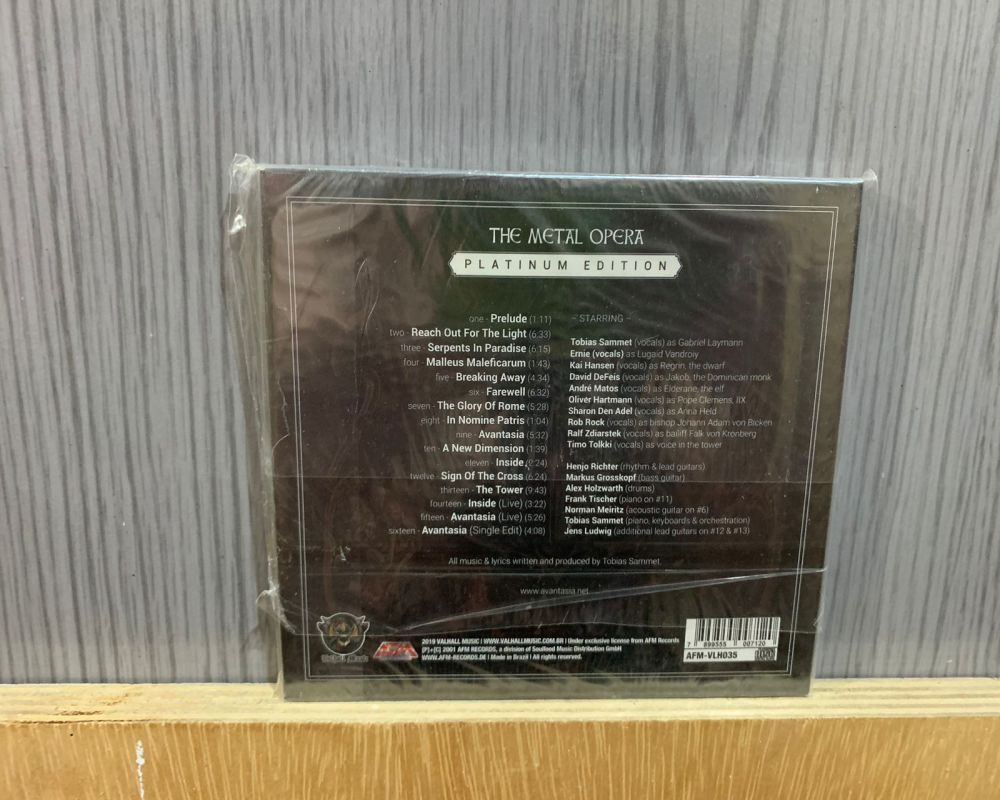 THE METAL OPERA
PLATINUM EDITION
one - Prelude (1:11)
two - Reach Out For The Light (6:33)
three - Serpents In Paradise (6:15)
four - Malleus Maleficarum (1:43)
five - Breaking Away (4:34)
six - Farewell (6:32)
seven - The Glory Of Rome (5:28)
eight - In Nomine Patris (1:04)
nine - Avantasia (5:32)
ten - A New Dimension (1:39)
eleven - Inside (2:24)
twelve - Sign Of The Cross (6:24)
thirteen - The Tower (9:43)
fourteen - Inside (Live) (3:22)
fifteen - Avantasia (Live) (5:26)
sixteen - Avantasia (Single Edit) (4:08)
– STARRING –
Tobias Sammet (vocals) as Gabriel Laymann
Ernie (vocals) as Lugaid Vandroiy
Kai Hansen (vocals) as Regrin, the dwarf
David DeFeis (vocals) as Jakob, the Dominican monk
André Matos (vocals) as Elderane, the elf
Oliver Hartmann (vocals) as Pope Clemens, IIX
Sharon Den Adel (vocals) as Anna Held
Rob Rock (vocals) as bishop Johann Adam von Bicken
Ralf Zdiarstek (vocals) as bailiff Falk von Kronberg
Timo Tolkki (vocals) as voice in the tower
Henjo Richter (rhythm & lead guitars)
Markus Grosskopf (bass guitar)
Alex Holzwarth (drums)
Frank Tischer (piano on #11)
Norman Meiritz (acoustic guitar on #6)
Tobias Sammet (piano, keyboards & orchestration)
Jens Ludwig (additional lead guitars on #12 & #13)
All music & lyrics written and produced by Tobias Sammet.
www.avantasia.net
AFM
2019 VALHALL MUSIC | WWW.VALHALLMUSIC.COM.BR | Under exclusive license from AFM Records
(P)+(C) 2001 AFM RECORDS, a division of Soulfood Music Distribution GmbH
WWW.AFM-RECORDS.DE | Made in Brazil | All rights reserved.
7 899555 007120
AFM-VLH035